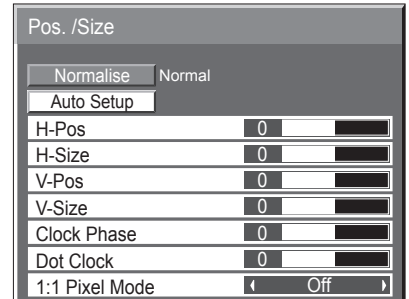 Pos. /Size
Normalise Normal
Auto Setup
H-Pos 0
H-Size 0
V-Pos 0
V-Size 0
Clock Phase 0
Dot Clock 0
1:1 Pixel Mode Off